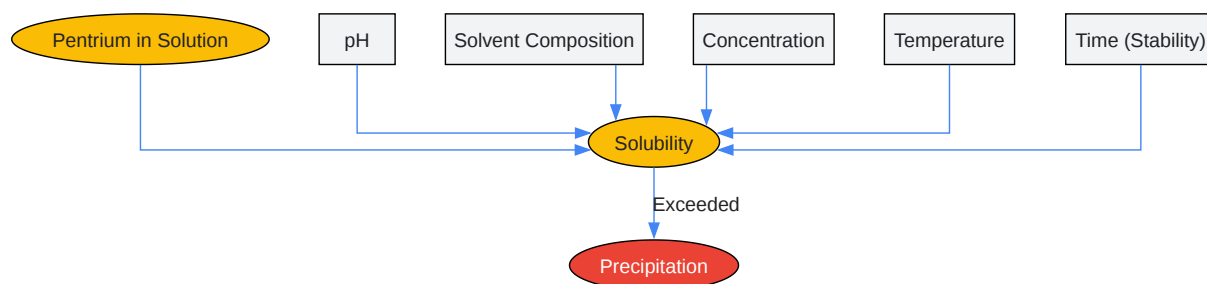 Pentrium in Solution
pH
Solvent Composition
Concentration
Temperature
Time (Stability)
Solubility
Exceeded
Precipitation